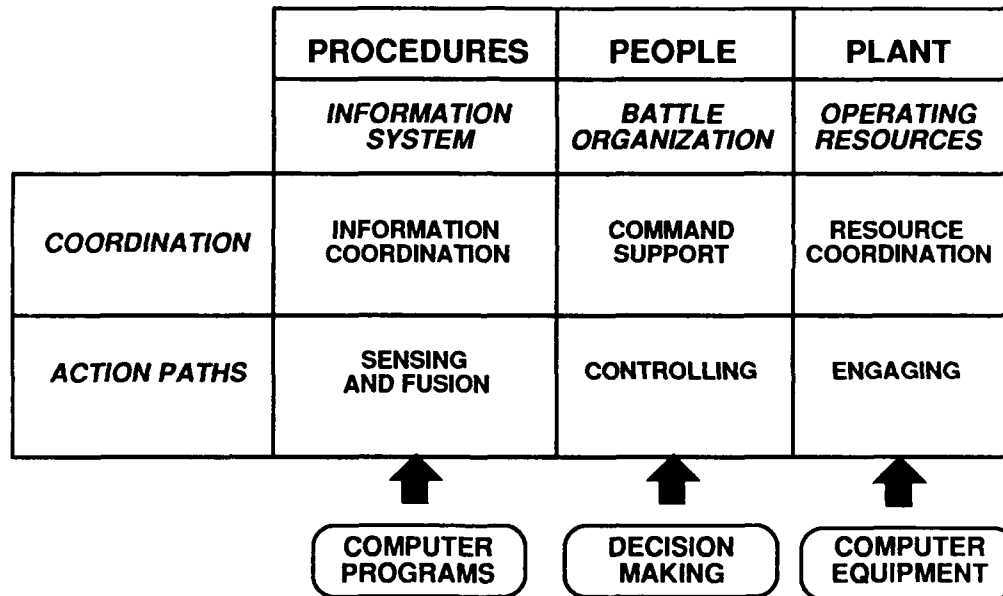 PROCEDURES PEOPLE PLANT
INFORMATION SYSTEM
BATTLE ORGANIZATION
OPERATING RESOURCES
COORDINATION
INFORMATION COORDINATION
COMMAND SUPPORT
RESOURCE COORDINATION
ACTION PATHS
SENSING AND FUSION
CONTROLLING
ENGAGING
COMPUTER PROGRAMS
DECISION MAKING
COMPUTER EQUIPMENT